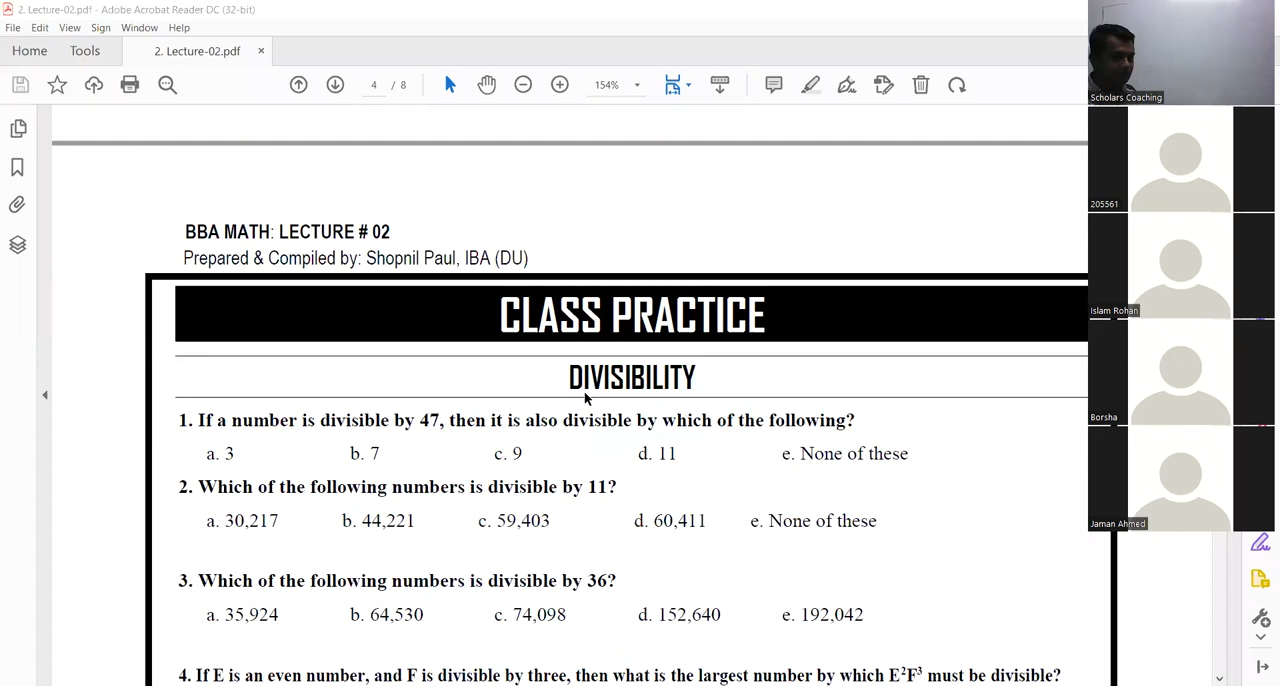 2. Lecture-02.pdf - Adobe Acrobat Reader DC (32-bit)
File Edit View Sign Window Help
Home Tools 2. Lecture-02.pdf ×
4 / 8 154%
BBA MATH: LECTURE # 02
Prepared & Compiled by: Shopnil Paul, IBA (DU)
CLASS PRACTICE
DIVISIBILITY
1. If a number is divisible by 47, then it is also divisible by which of the following?
a. 3 b. 7 c. 9 d. 11 e. None of these
2. Which of the following numbers is divisible by 11?
a. 30,217 b. 44,221 c. 59,403 d. 60,411 e. None of these
3. Which of the following numbers is divisible by 36?
a. 35,924 b. 64,530 c. 74,098 d. 152,640 e. 192,042
4. If E is an even number, and F is divisible by three, then what is the largest number by which E²F³ must be divisible?
Scholars Coaching
205561
Islam Rohan
Borsha
Jaman Ahmed